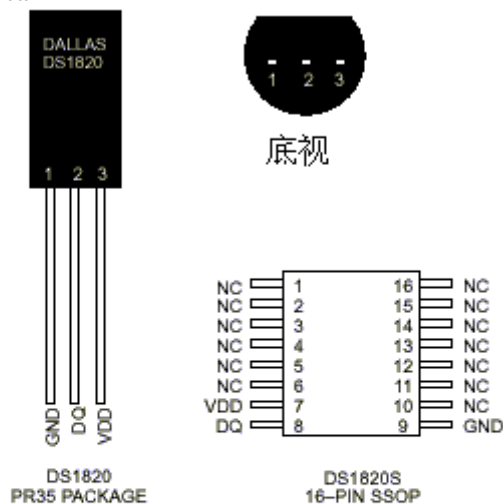 DALLAS
DS1820
1 2 3
GND DQ VDD
DS1820
PR35 PACKAGE
1 2 3
底视
NC 1 16 NC
NC 2 15 NC
NC 3 14 NC
NC 4 13 NC
NC 5 12 NC
NC 6 11 NC
VDD 7 10 NC
DQ 8 9 GND
DS1820S
16–PIN SSOP